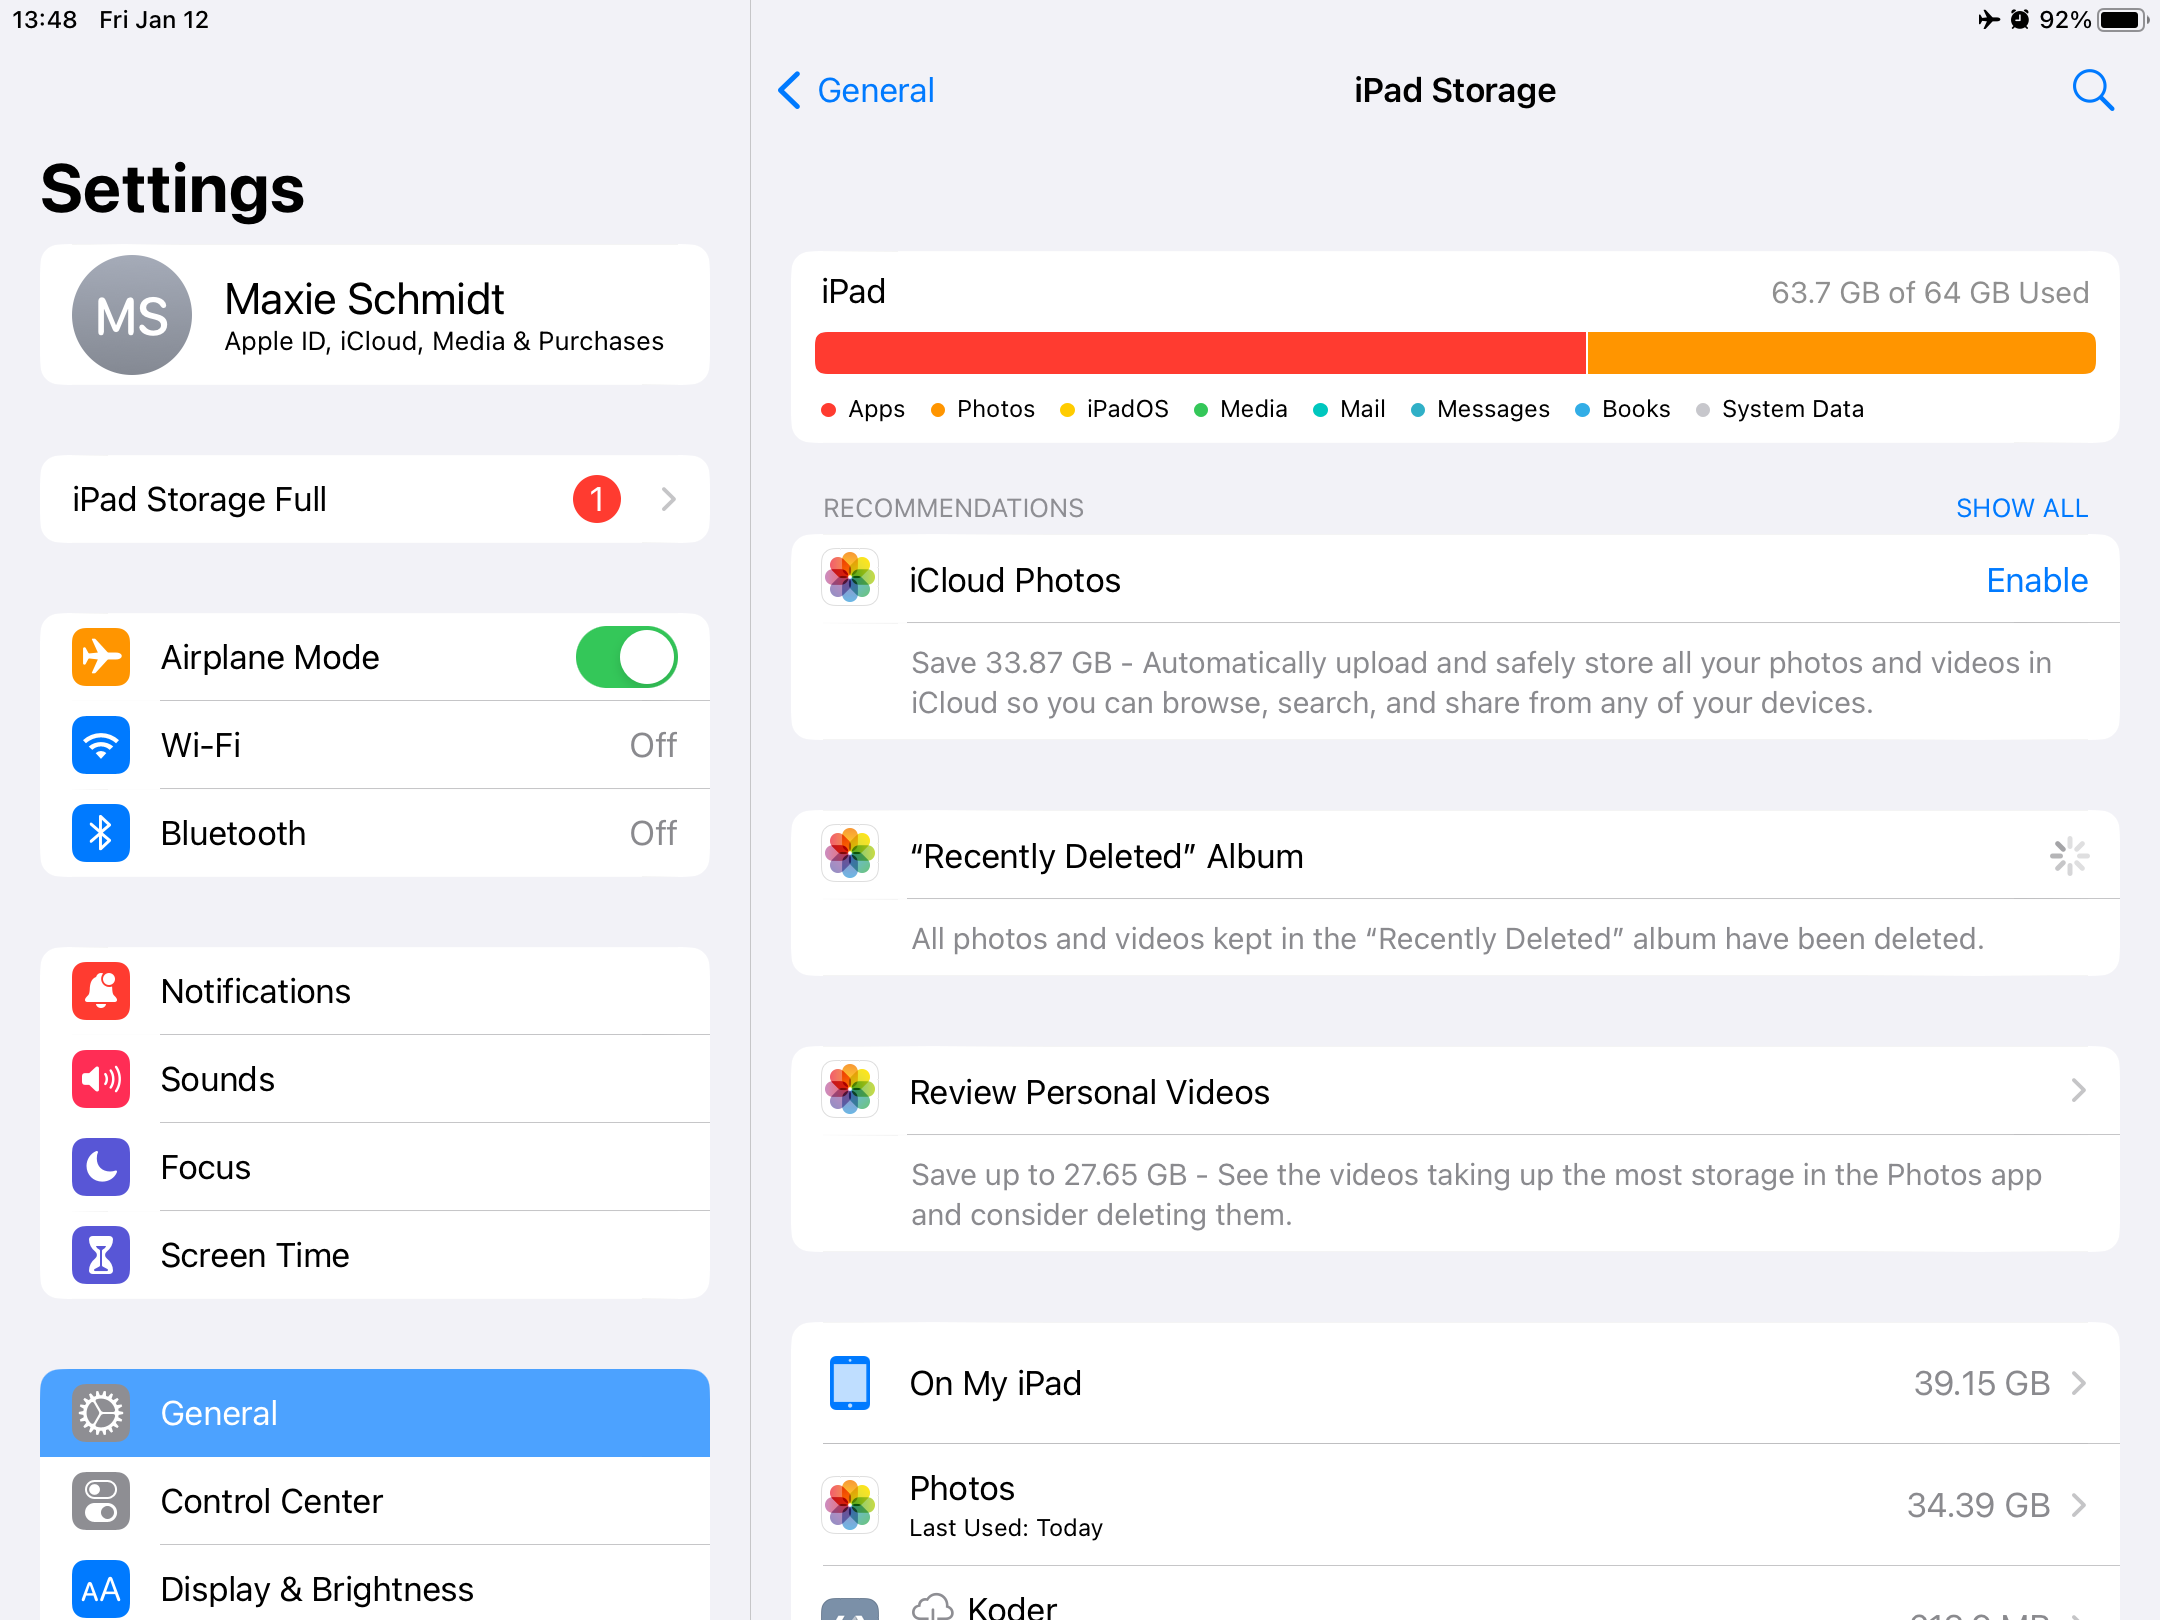 13:48 Fri Jan 12
92%
Settings
MS
Maxie Schmidt
Apple ID, iCloud, Media & Purchases
iPad Storage Full
1
Airplane Mode
Wi-Fi
Off
Bluetooth
Off
Notifications
Sounds
Focus
Screen Time
General
Control Center
AA
Display & Brightness
General
iPad Storage
iPad
63.7 GB of 64 GB Used
Apps Photos iPadOS Media Mail Messages Books System Data
RECOMMENDATIONS
SHOW ALL
iCloud Photos
Enable
Save 33.87 GB - Automatically upload and safely store all your photos and videos in
iCloud so you can browse, search, and share from any of your devices.
“Recently Deleted” Album
All photos and videos kept in the “Recently Deleted” album have been deleted.
Review Personal Videos
Save up to 27.65 GB - See the videos taking up the most storage in the Photos app
and consider deleting them.
On My iPad
39.15 GB
Photos
34.39 GB
Last Used: Today
Koder
MB